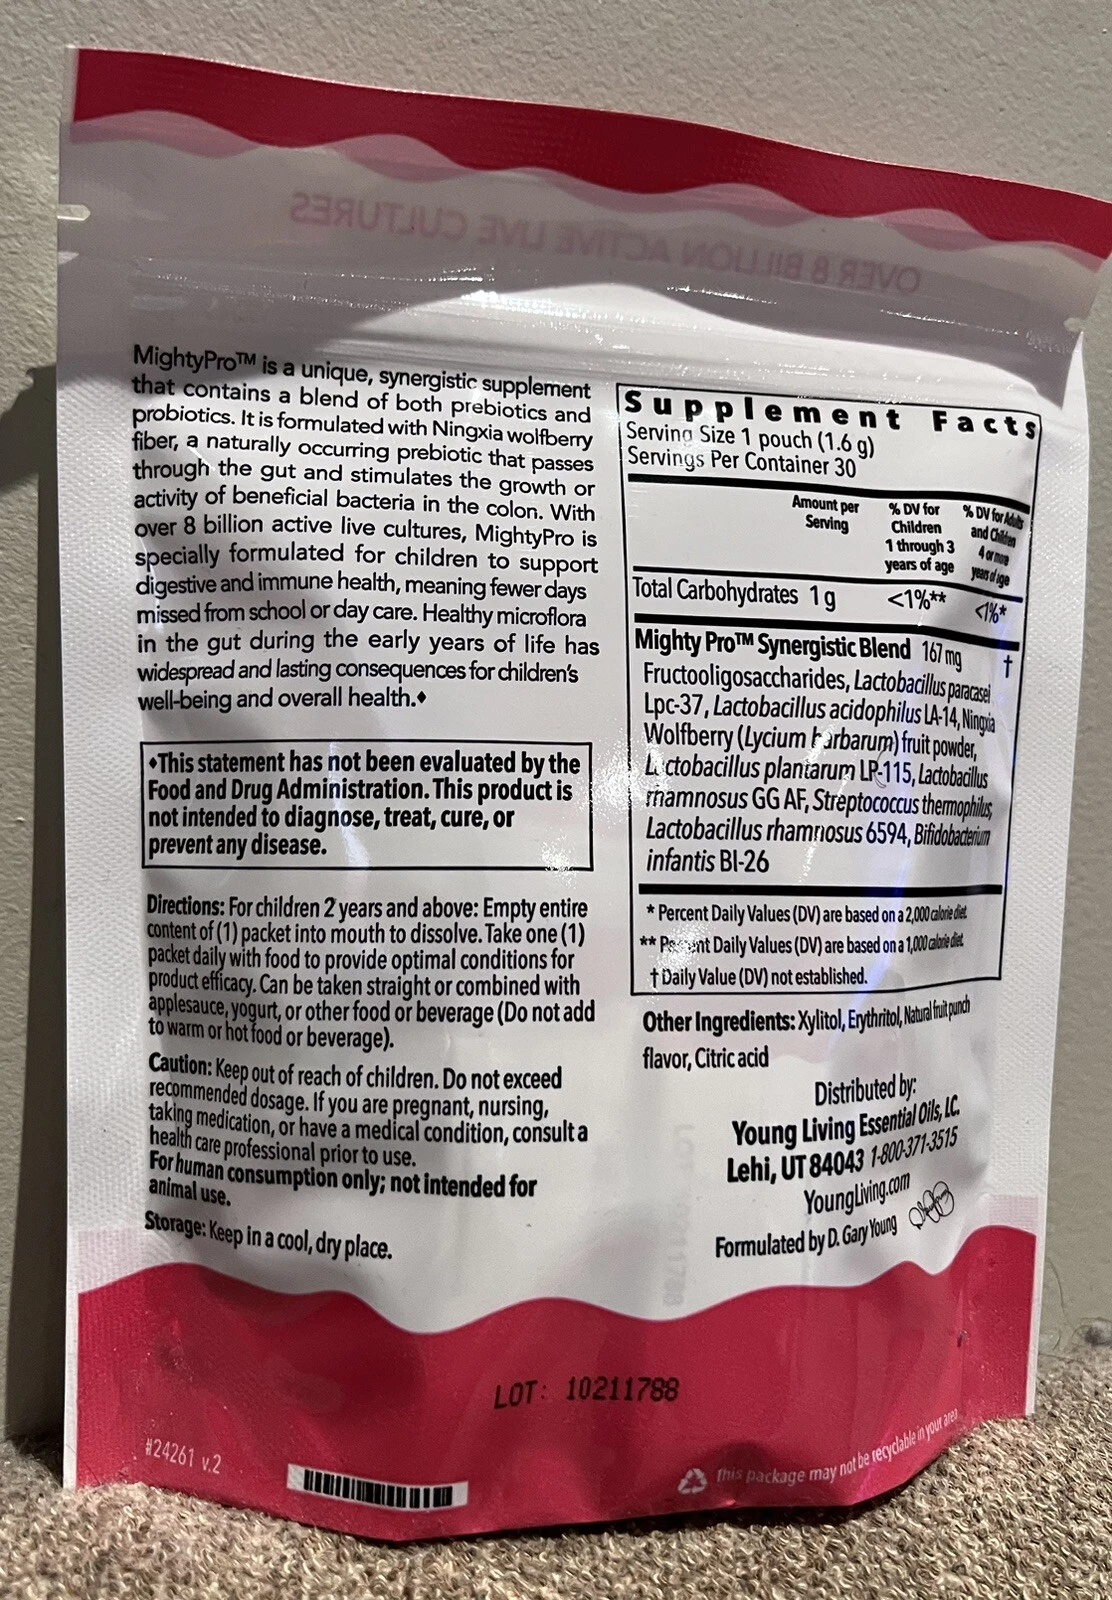 OVER 8 BILLION ACTIVE LIVE CULTURES
MightyPro™ is a unique, synergistic supplement
that contains a blend of both prebiotics and
probiotics. It is formulated with Ningxia wolfberry
fiber, a naturally occurring prebiotic that passes
through the gut and stimulates the growth or
activity of beneficial bacteria in the colon. With
over 8 billion active live cultures, MightyPro is
specially formulated for children to support
digestive and immune health, meaning fewer days
missed from school or day care. Healthy microflora
in the gut during the early years of life has
widespread and lasting consequences for children's
well-being and overall health.♦
♦This statement has not been evaluated by the
Food and Drug Administration. This product is
not intended to diagnose, treat, cure, or
prevent any disease.
Directions: For children 2 years and above: Empty entire
content of (1) packet into mouth to dissolve. Take one (1)
packet daily with food to provide optimal conditions for
product efficacy. Can be taken straight or combined with
applesauce, yogurt, or other food or beverage (Do not add
to warm or hot food or beverage).
Caution: Keep out of reach of children. Do not exceed
recommended dosage. If you are pregnant, nursing,
taking medication, or have a medical condition, consult a
health care professional prior to use.
For human consumption only; not intended for
animal use.
Storage: Keep in a cool, dry place.
Supplement Facts
Serving Size 1 pouch (1.6 g)
Servings Per Container 30
Amount per
Serving
% DV for
Children
1 through 3
years of age
% DV for Adults
and Children
4 or more
years of age
Total Carbohydrates 1 g <1%** <1%*
Mighty Pro™ Synergistic Blend 167 mg †
Fructooligosaccharides, Lactobacillus paracasei
Lpc-37, Lactobacillus acidophilus LA-14, Ningxia
Wolfberry (Lycium barbarum) fruit powder,
Lactobacillus plantarum LP-115, Lactobacillus
rhamnosus GG AF, Streptococcus thermophilus,
Lactobacillus rhamnosus 6594, Bifidobacterium
infantis BI-26
* Percent Daily Values (DV) are based on a 2,000 calorie diet.
** Percent Daily Values (DV) are based on a 1,000 calorie diet.
† Daily Value (DV) not established.
Other Ingredients: Xylitol, Erythritol, Natural fruit punch
flavor, Citric acid
Distributed by:
Young Living Essential Oils, LC.
Lehi, UT 84043 1-800-371-3515
YoungLiving.com
Formulated by D. Gary Young
LOT: 10211788
#24261 v.2
this package may not be recyclable in your area